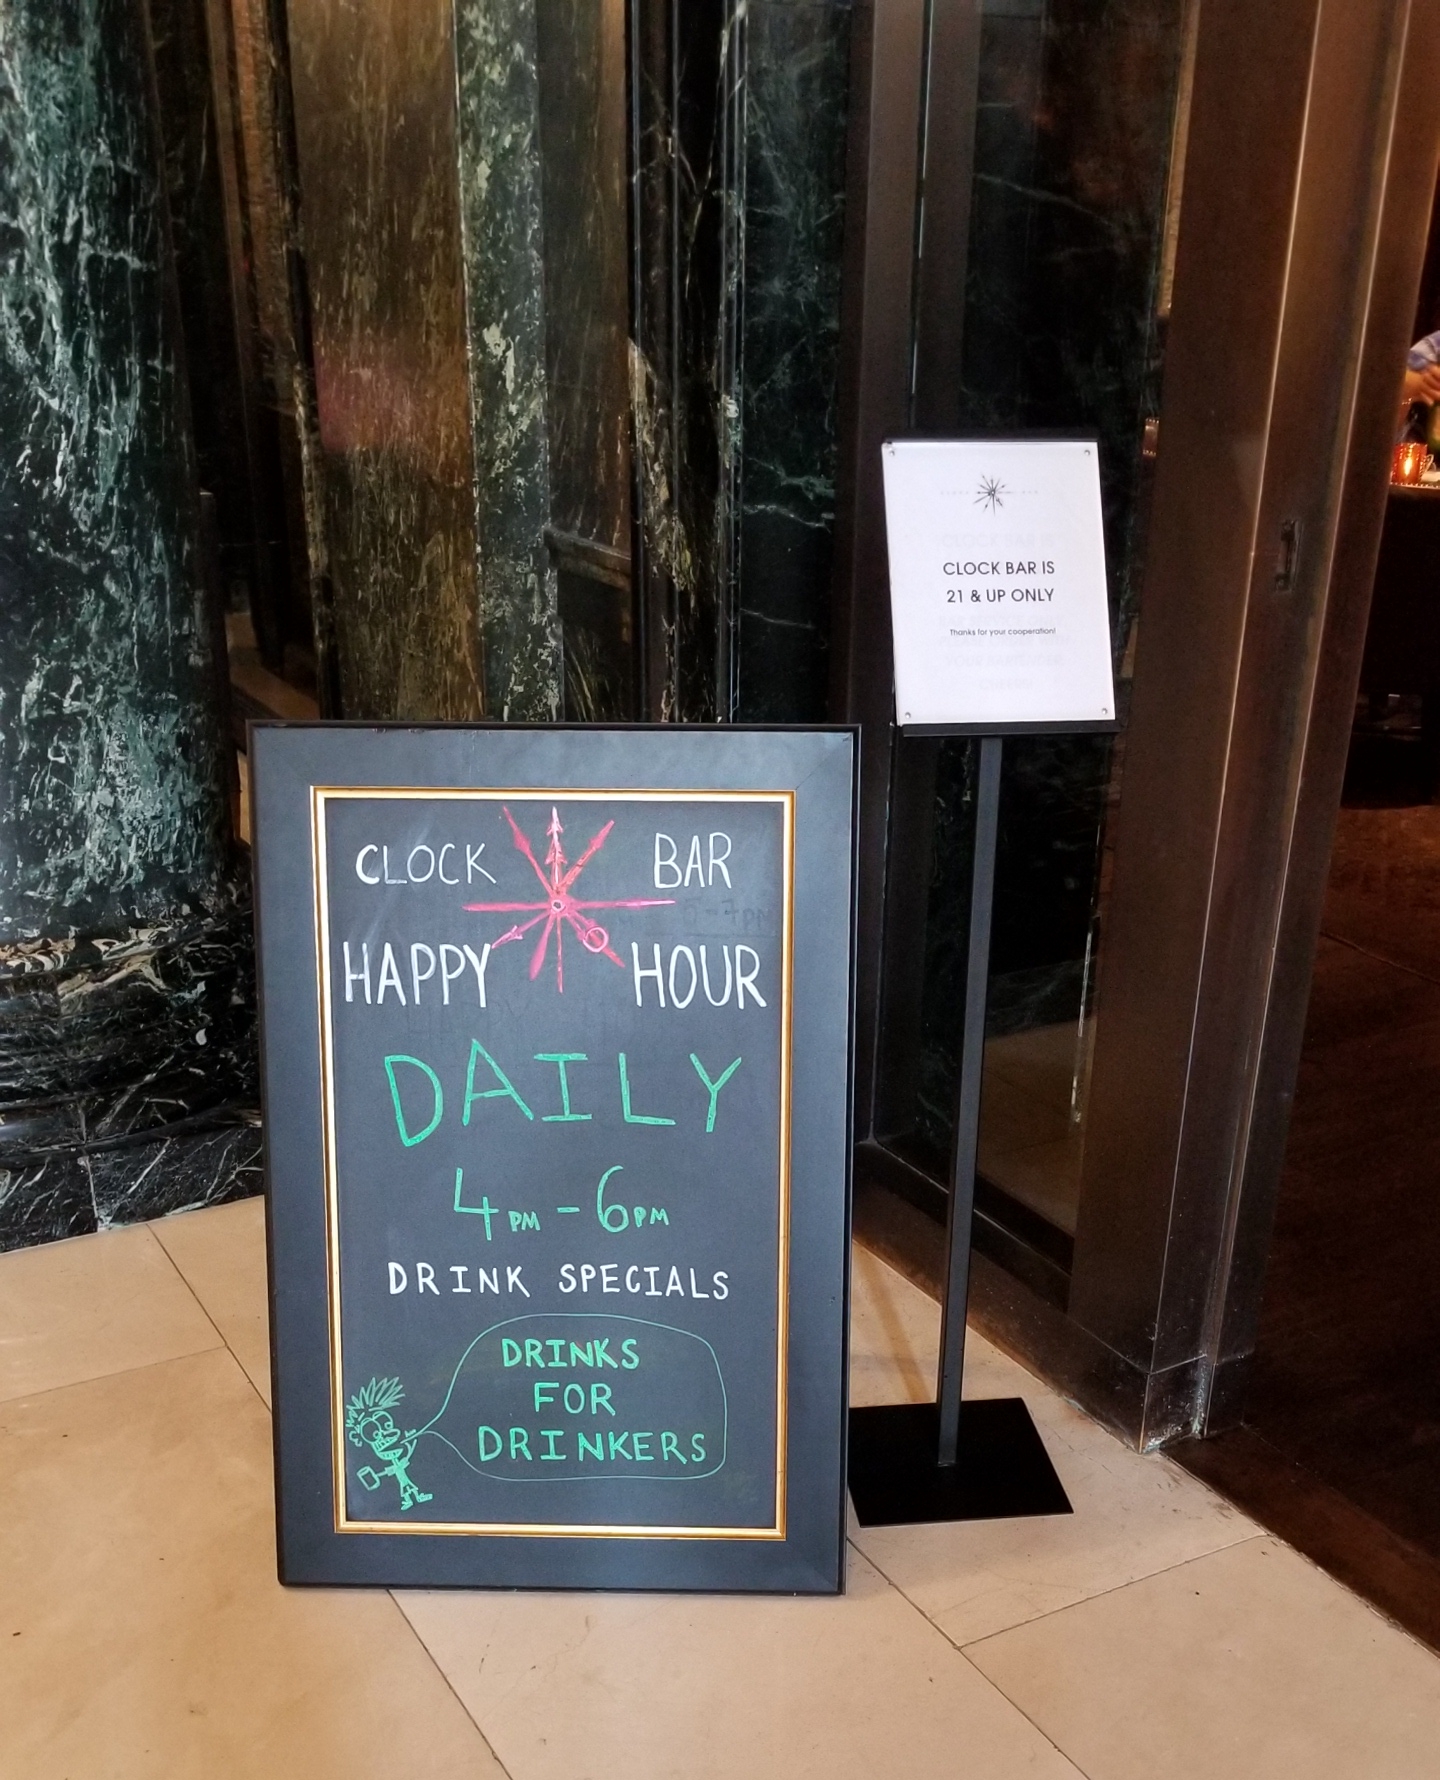 CLOCK BAR
HAPPY HOUR
DAILY
4PM - 6PM
DRINK SPECIALS
DRINKS
FOR
DRINKERS
CLOCK BAR IS
21 & UP ONLY
Thanks for your cooperation!